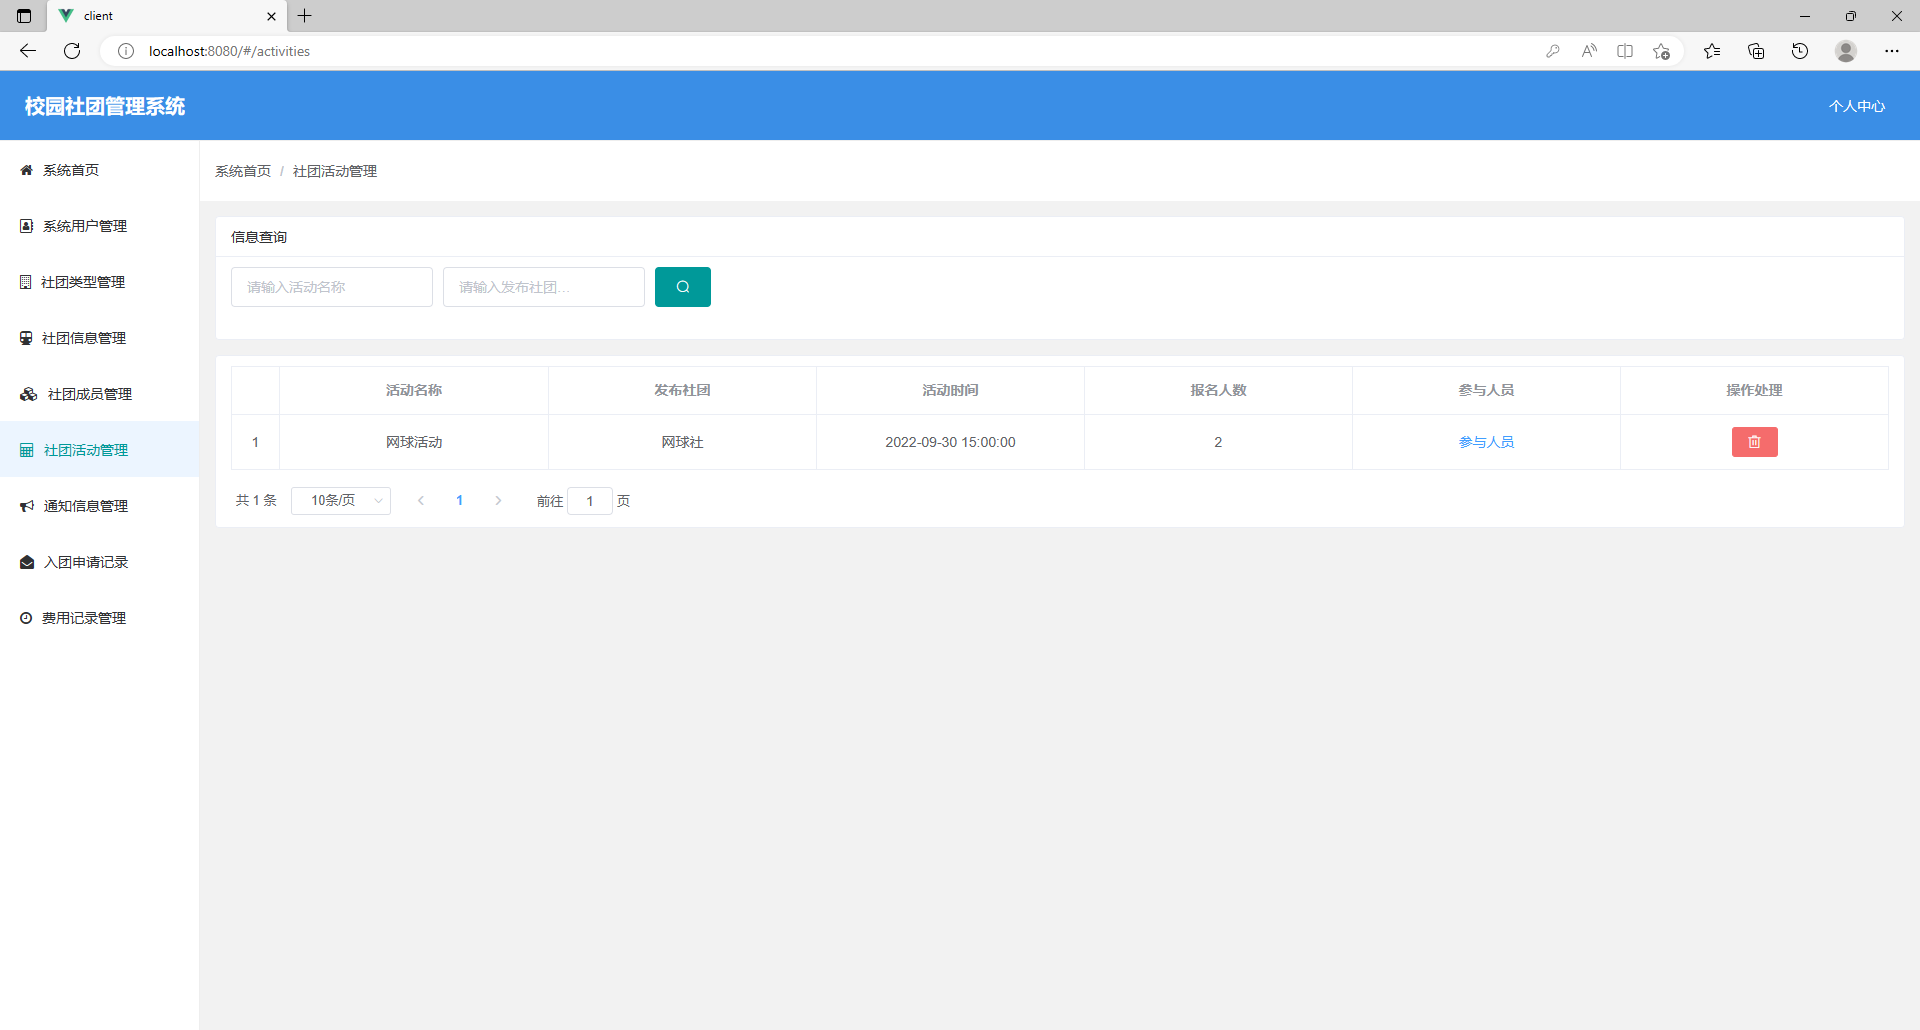 client
localhost:8080/#/activities
校园社团管理系统
个人中心
系统首页
系统用户管理
社团类型管理
社团信息管理
社团成员管理
社团活动管理
通知信息管理
入团申请记录
费用记录管理
系统首页 / 社团活动管理
信息查询
请输入活动名称 请输入发布社团...
活动名称 发布社团 活动时间 报名人数 参与人员 操作处理
1 网球活动 网球社 2022-09-30 15:00:00 2 参与人员
共 1 条 10条/页 1 前往 1 页